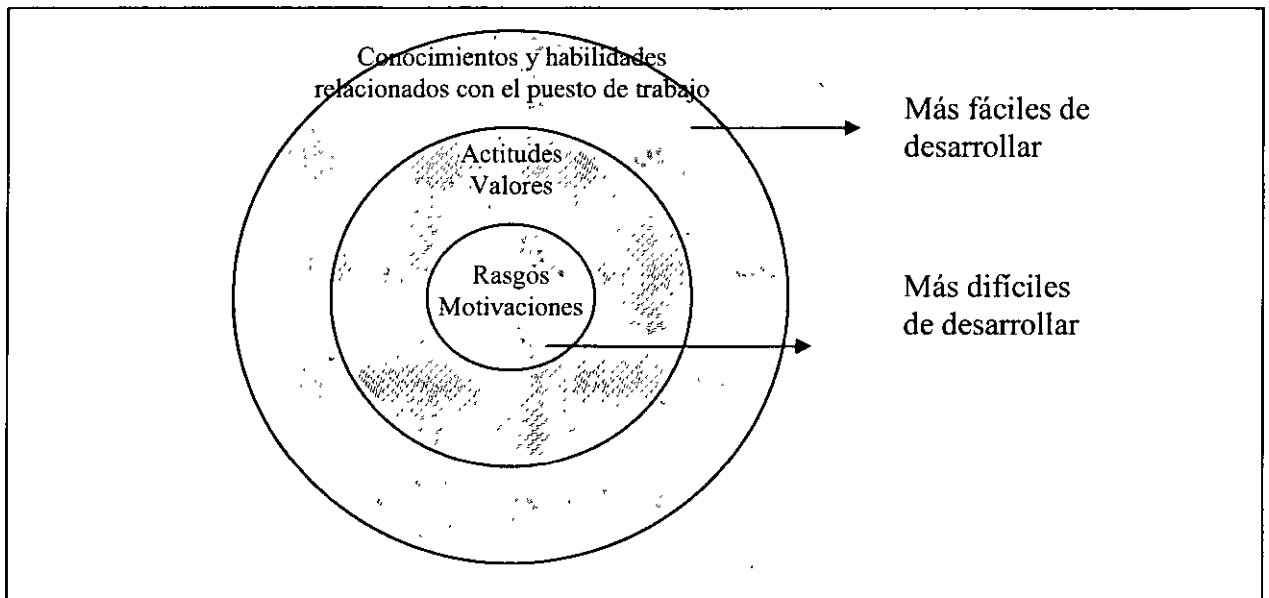 Conocimientos y habilidades
relacionados con el puesto de trabajo
Más fáciles de
desarrollar
Actitudes
Valores
Rasgos
Motivaciones
Más difíciles
de desarrollar